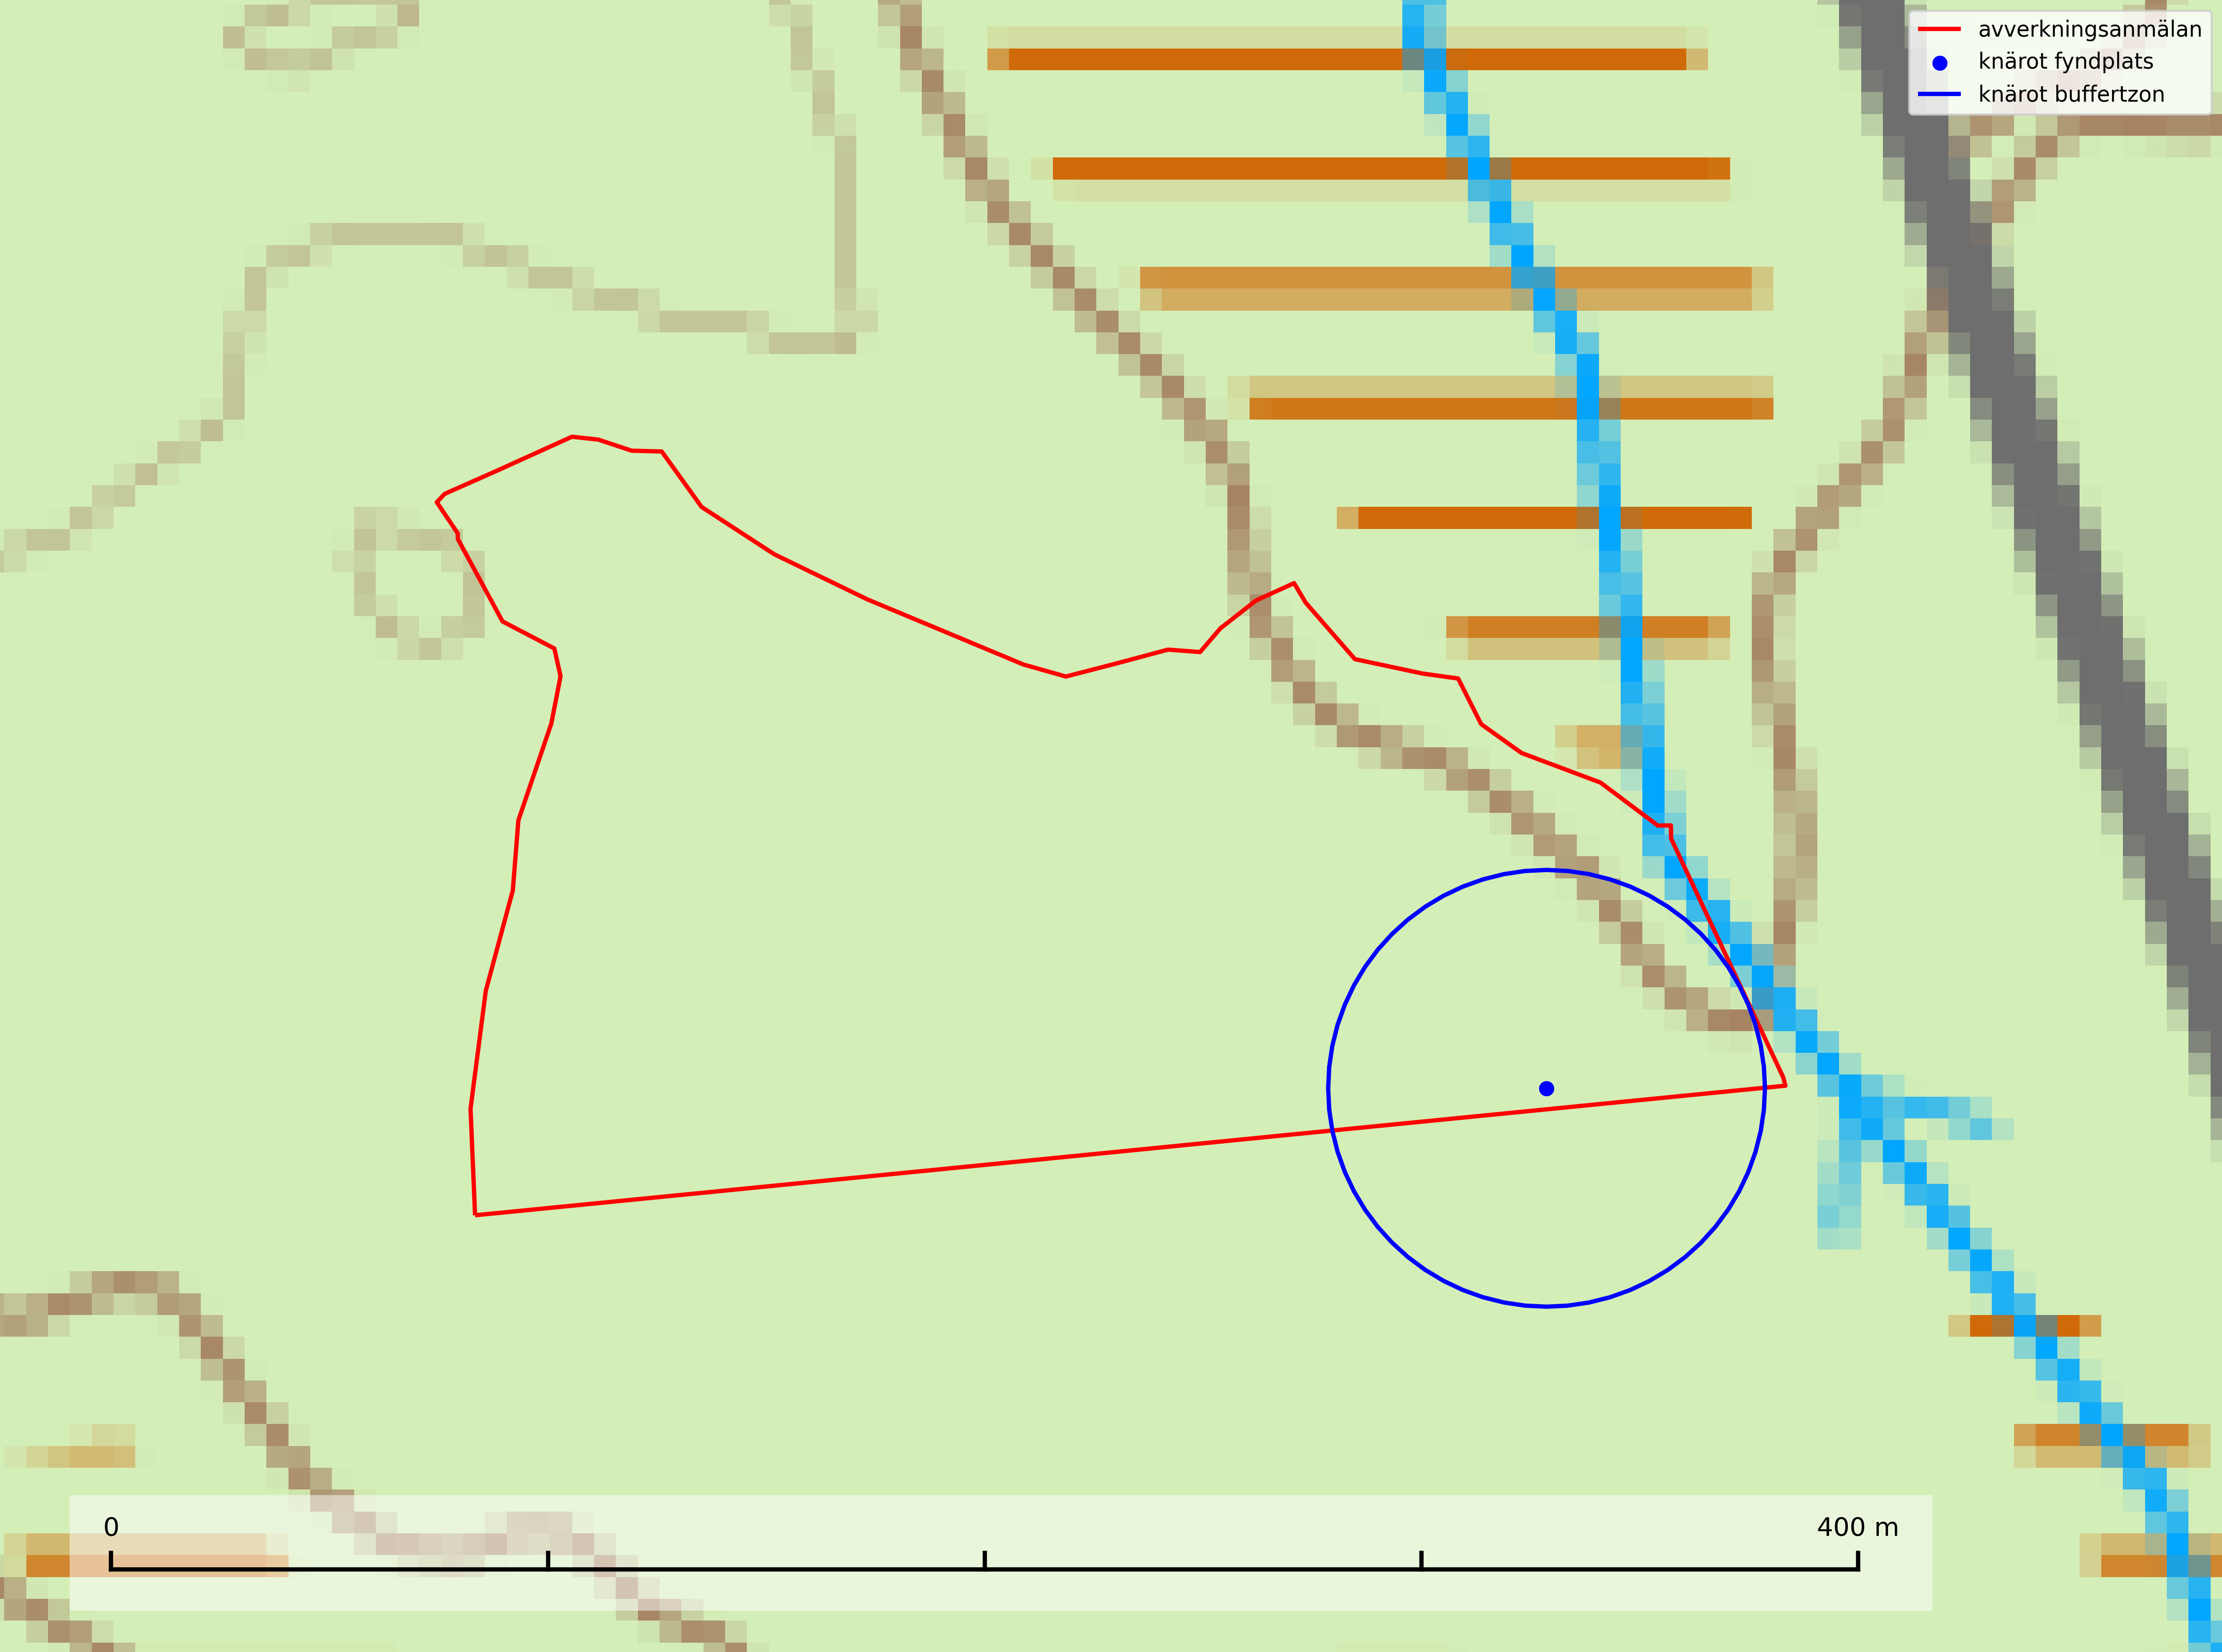 avverkningsanmälan
knärot fyndplats
knärot buffertzon
0 400 m